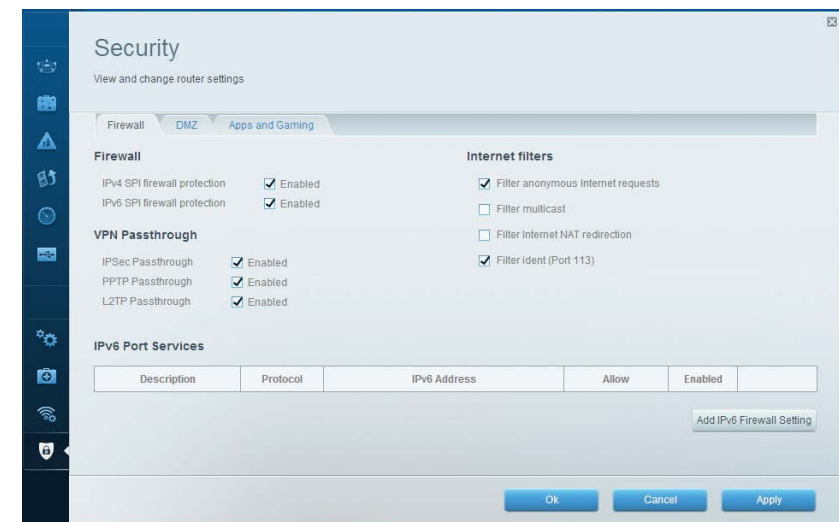 Security
View and change router settings
Firewall DMZ Apps and Gaming
Firewall
IPv4 SPI firewall protection Enabled
IPv6 SPI firewall protection Enabled
VPN Passthrough
IPSec Passthrough Enabled
PPTP Passthrough Enabled
L2TP Passthrough Enabled
Internet filters
Filter anonymous Internet requests
Filter multicast
Filter Internet NAT redirection
Filter ident (Port 113)
IPv6 Port Services
Description Protocol IPv6 Address Allow Enabled
Add IPv6 Firewall Setting
Ok Cancel Apply